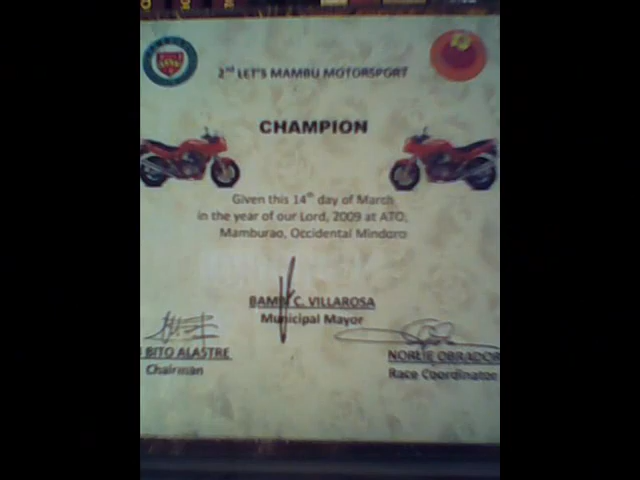 2nd LET'S MAMBU MOTORSPORT
CHAMPION
Given this 14th day of March
in the year of our Lord, 2009 at ATO,
Mamburao, Occidental Mindoro
C. VILLAROSA
Municipal Mayor
BITO ALASTRE
Chairman
NORLIE OBRADOR
Race Coordinator